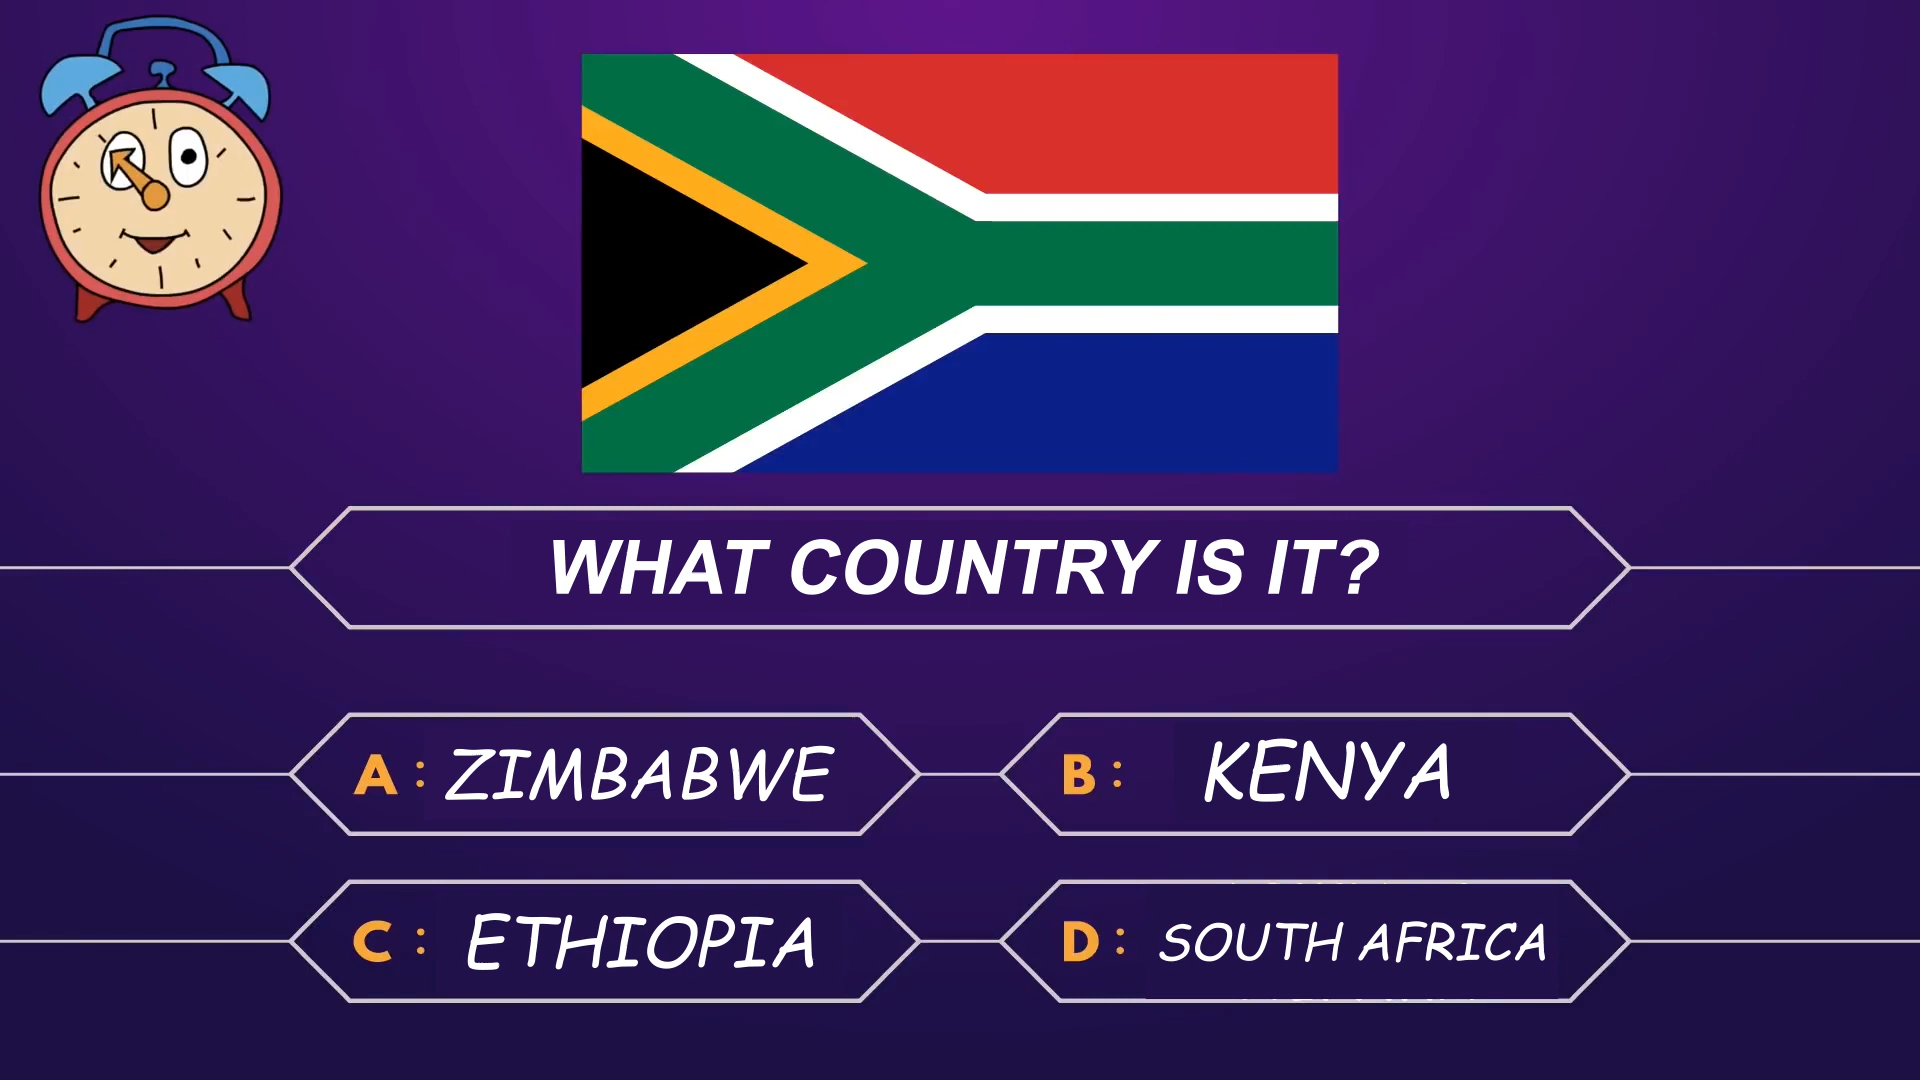 WHAT COUNTRY IS IT?
A : ZIMBABWE
B : KENYA
C : ETHIOPIA
D : SOUTH AFRICA